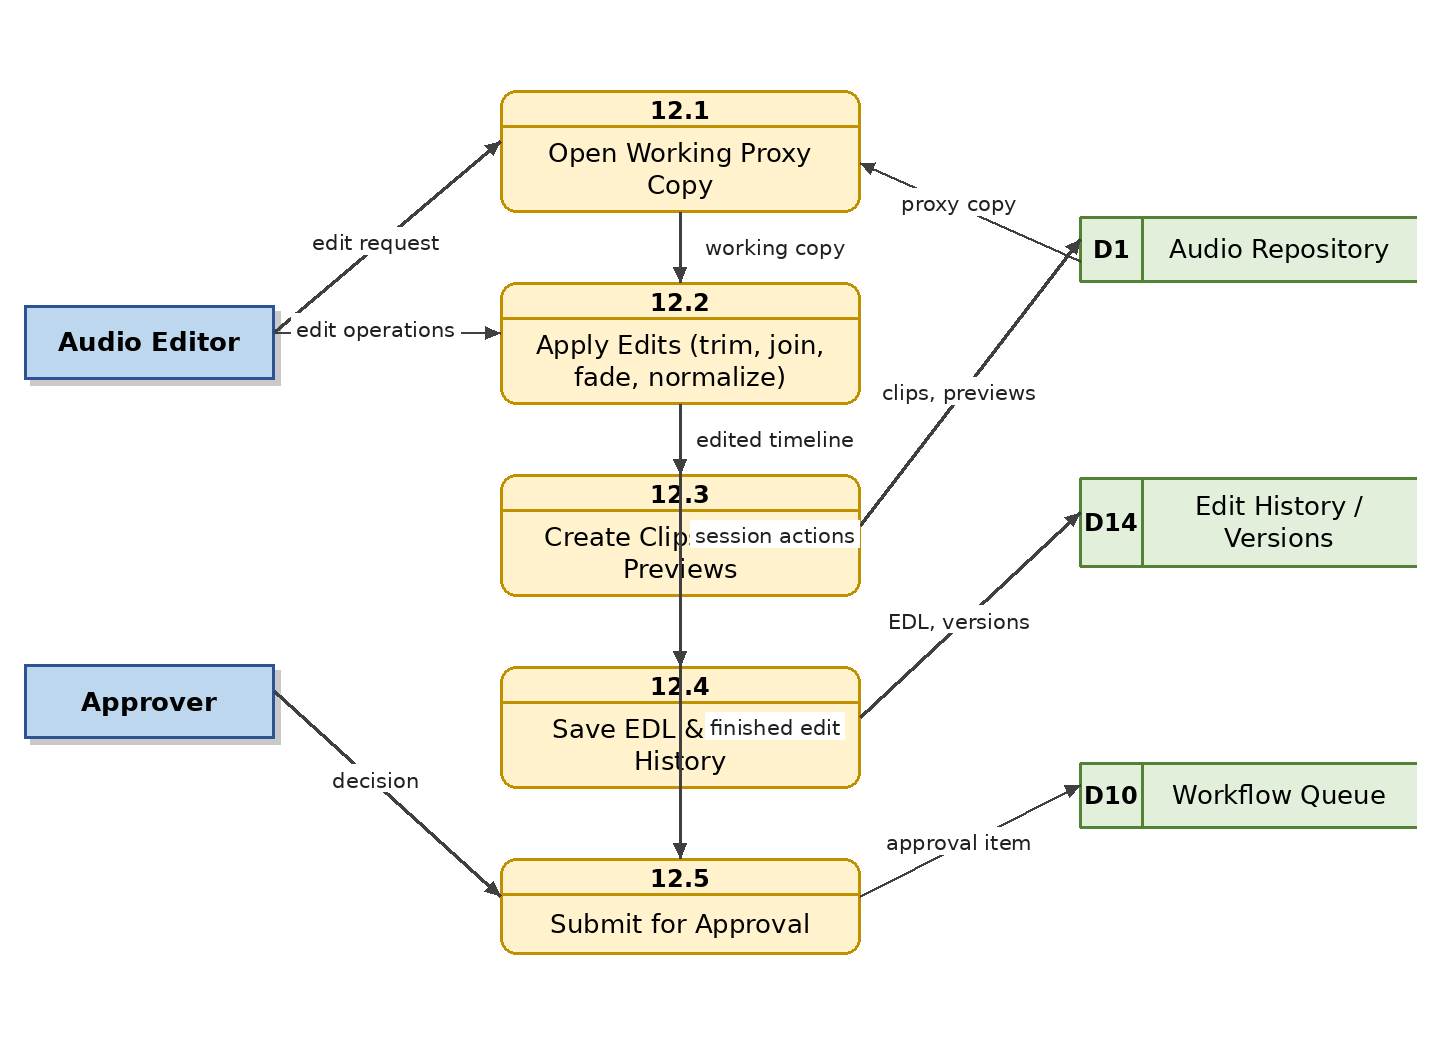 12.1
Open Working Proxy
Copy
edit request
proxy copy
working copy
D1
Audio Repository
12.2
Audio Editor
edit operations
Apply Edits (trim, join,
fade, normalize)
clips, previews
edited timeline
12.3
Create Clips
session actions
Previews
D14
Edit History /
Versions
EDL, versions
12.4
Approver
Save EDL &
finished edit
History
decision
D10
Workflow Queue
approval item
12.5
Submit for Approval